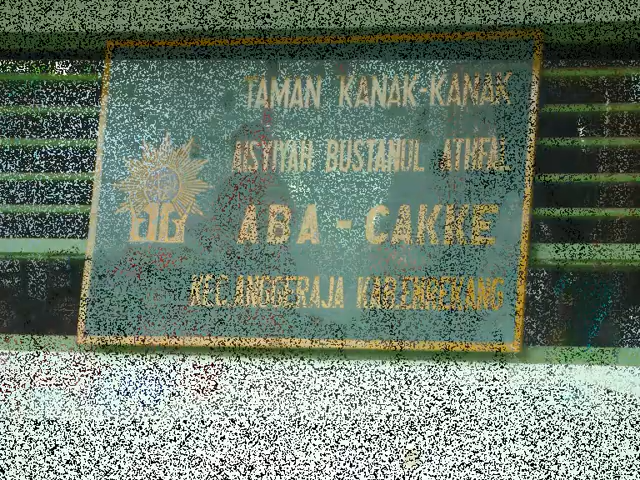 TAMAN KANAK-KANAK
AISYIYAH BUSTANUL ATHFAL
ABA - CAKKE
KEC.ANGGERAJA KAB.ENREKANG